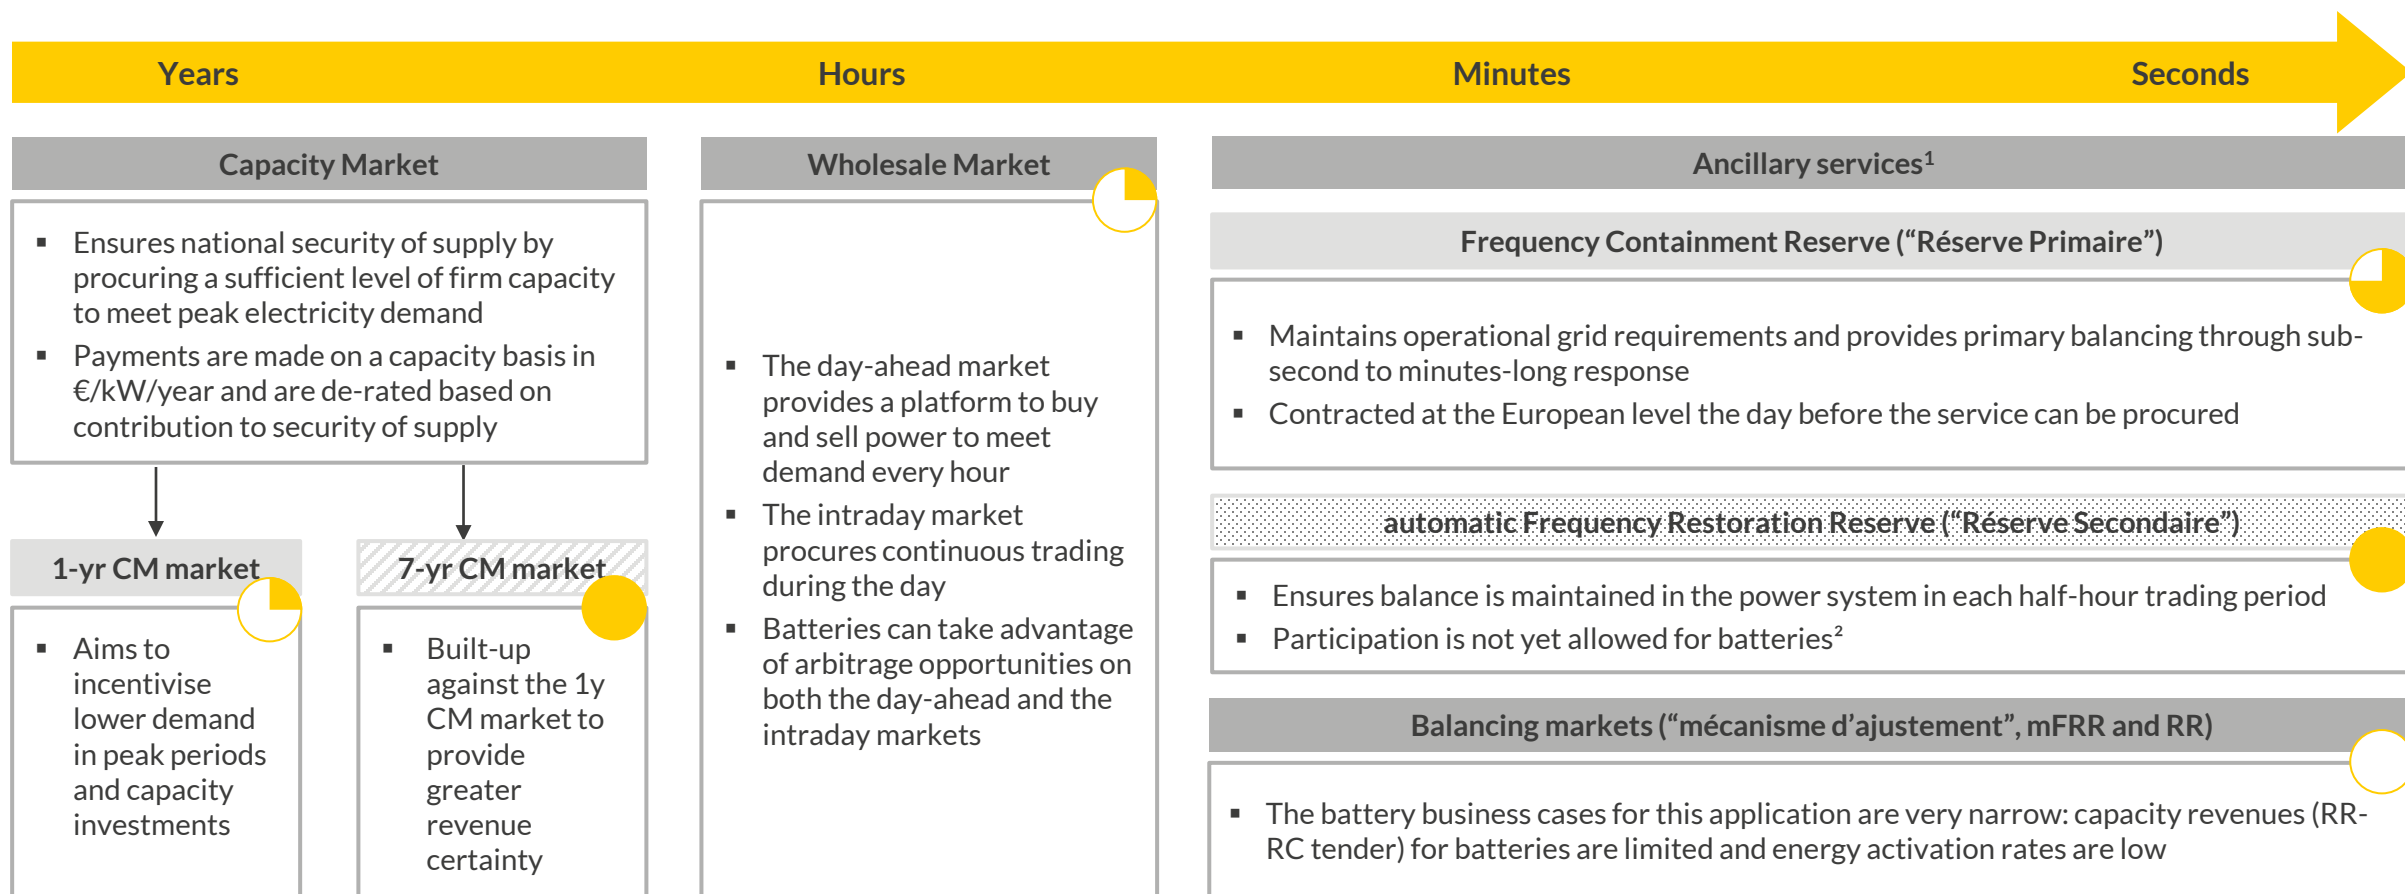 Years
Hours
Minutes
Seconds
Capacity Market
▪ Ensures national security of supply by
procuring a sufficient level of firm capacity
to meet peak electricity demand
▪ Payments are made on a capacity basis in
€/kW/year and are de-rated based on
contribution to security of supply
1-yr CM market
▪ Aims to
incentivise
lower demand
in peak periods
and capacity
investments
7-yr CM market
▪ Built-up
against the 1y
CM market to
provide
greater
revenue
certainty
Wholesale Market
▪ The day-ahead market
provides a platform to buy
and sell power to meet
demand every hour
▪ The intraday market
procures continuous trading
during the day
▪ Batteries can take advantage
of arbitrage opportunities on
both the day-ahead and the
intraday markets
Ancillary services¹
Frequency Containment Reserve (“Réserve Primaire”)
▪ Maintains operational grid requirements and provides primary balancing through sub-
second to minutes-long response
▪ Contracted at the European level the day before the service can be procured
automatic Frequency Restoration Reserve (“Réserve Secondaire”)
▪ Ensures balance is maintained in the power system in each half-hour trading period
▪ Participation is not yet allowed for batteries²
Balancing markets (“mécanisme d’ajustement”, mFRR and RR)
▪ The battery business cases for this application are very narrow: capacity revenues (RR-
RC tender) for batteries are limited and energy activation rates are low